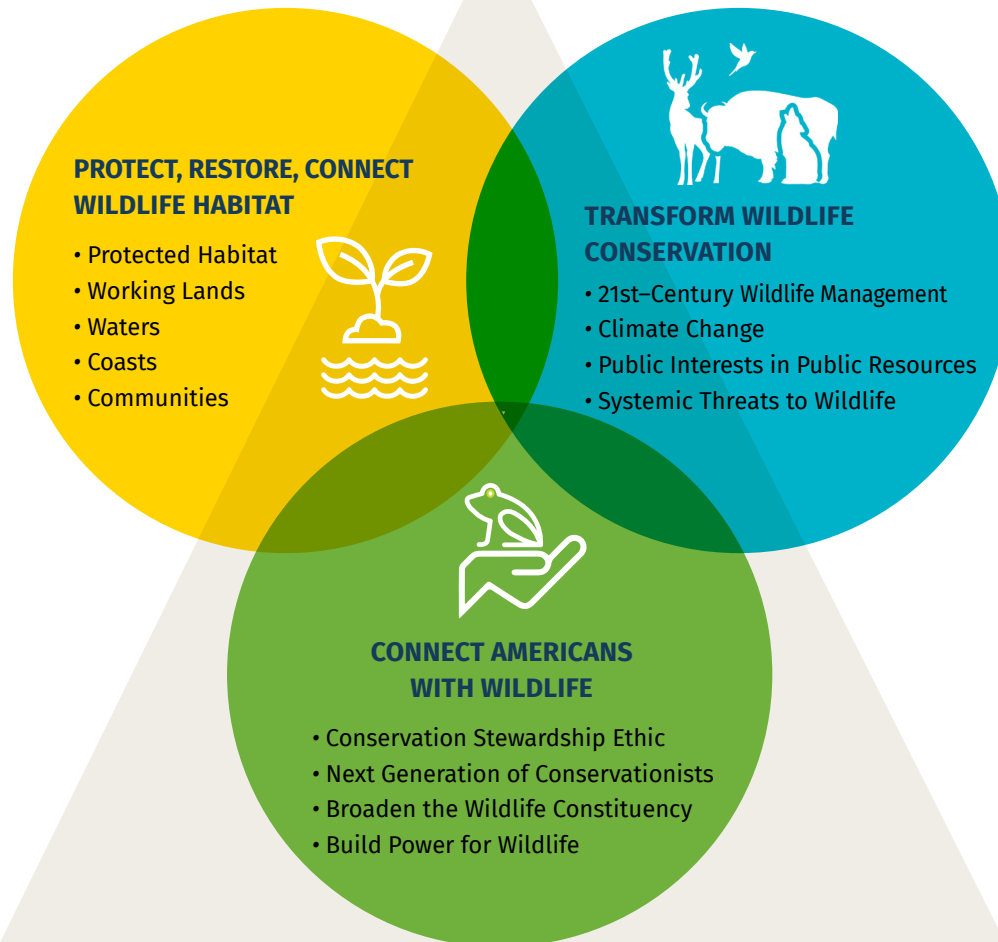 PROTECT, RESTORE, CONNECT
WILDLIFE HABITAT
• Protected Habitat
• Working Lands
• Waters
• Coasts
• Communities
TRANSFORM WILDLIFE
CONSERVATION
• 21st–Century Wildlife Management
• Climate Change
• Public Interests in Public Resources
• Systemic Threats to Wildlife
CONNECT AMERICANS
WITH WILDLIFE
• Conservation Stewardship Ethic
• Next Generation of Conservationists
• Broaden the Wildlife Constituency
• Build Power for Wildlife